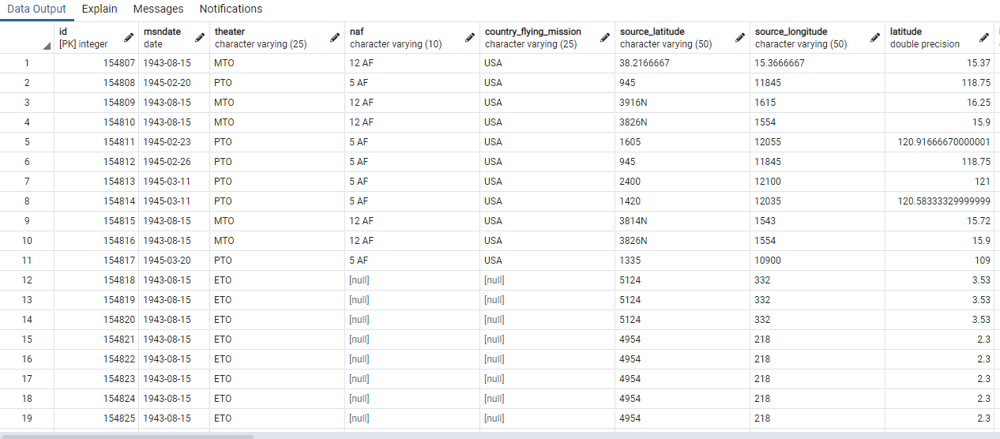 Data Output Explain Messages Notifications
id msndate theater naf country_flying_mission source_latitude source_longitude latitude
[PK] integer date character varying (25) character varying (10) character varying (25) character varying (50) character varying (50) double precision
1 154807 1943-08-15 MTO 12 AF USA 38.2166667 15.3666667 15.37
2 154808 1945-02-20 PTO 5 AF USA 945 11845 118.75
3 154809 1943-08-15 MTO 12 AF USA 3916N 1615 16.25
4 154810 1943-08-15 MTO 12 AF USA 3826N 1554 15.9
5 154811 1945-02-23 PTO 5 AF USA 1605 12055 120.91666670000001
6 154812 1945-02-26 PTO 5 AF USA 945 11845 118.75
7 154813 1945-03-11 PTO 5 AF USA 2400 12100 121
8 154814 1945-03-11 PTO 5 AF USA 1420 12035 120.58333329999999
9 154815 1943-08-15 MTO 12 AF USA 3814N 1543 15.72
10 154816 1943-08-15 MTO 12 AF USA 3826N 1554 15.9
11 154817 1945-03-20 PTO 5 AF USA 1335 10900 109
12 154818 1943-08-15 ETO [null] [null] 5124 332 3.53
13 154819 1943-08-15 ETO [null] [null] 5124 332 3.53
14 154820 1943-08-15 ETO [null] [null] 5124 332 3.53
15 154821 1943-08-15 ETO [null] [null] 4954 218 2.3
16 154822 1943-08-15 ETO [null] [null] 4954 218 2.3
17 154823 1943-08-15 ETO [null] [null] 4954 218 2.3
18 154824 1943-08-15 ETO [null] [null] 4954 218 2.3
19 154825 1943-08-15 ETO [null] [null] 4954 218 2.3